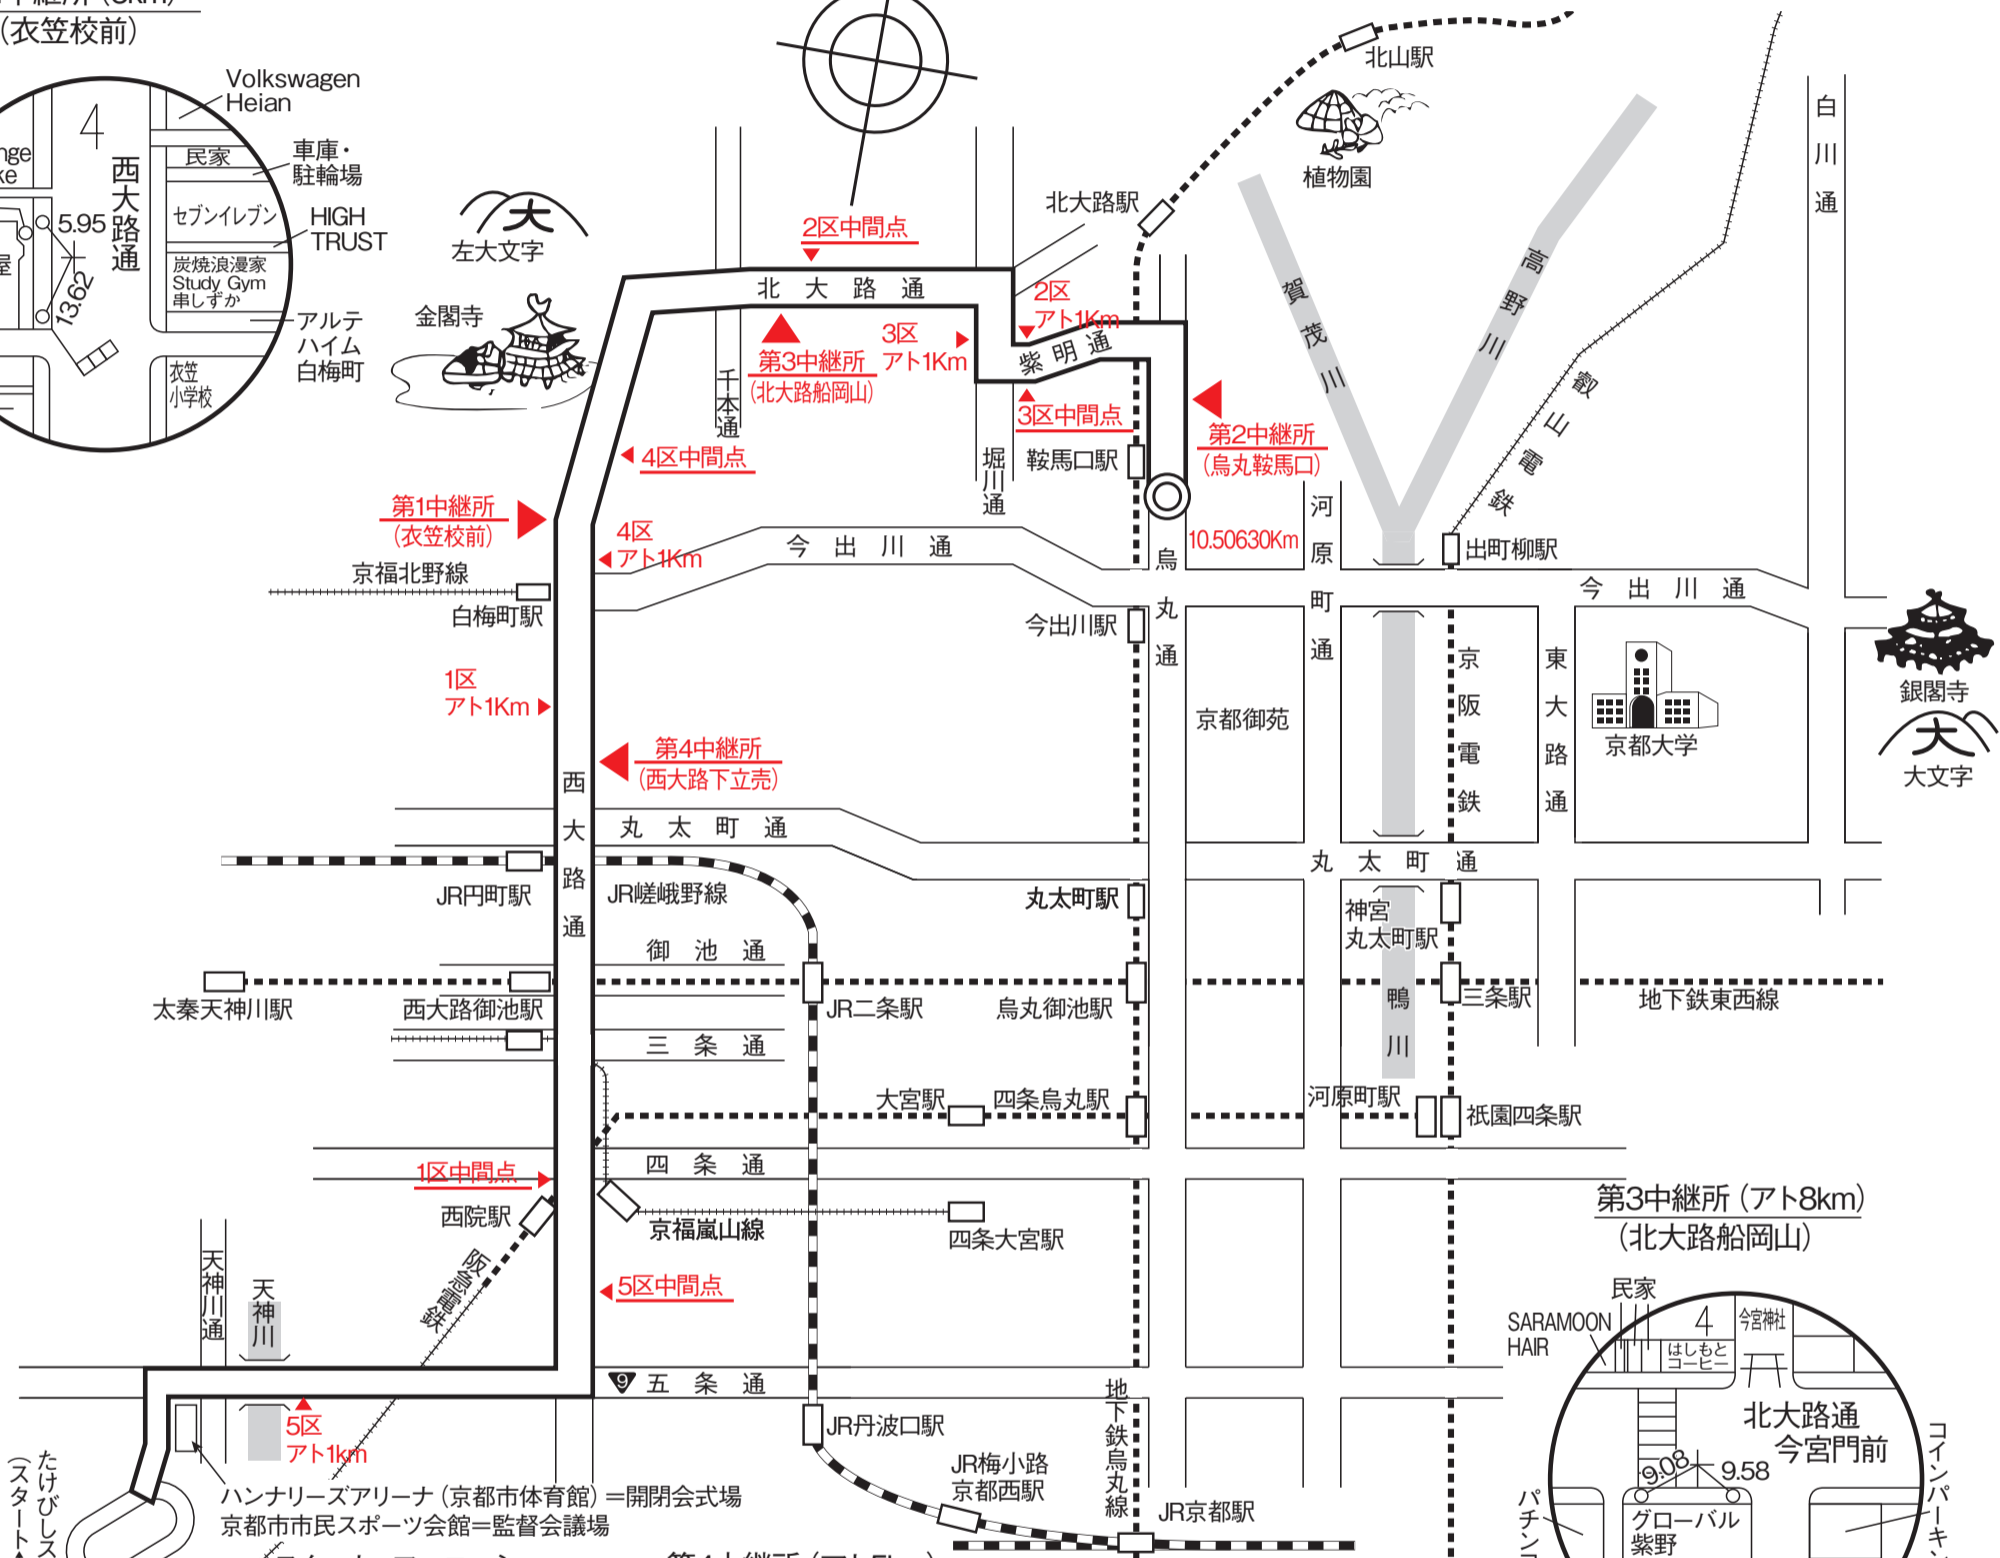 (衣笠校前)
Volkswagen
Heian
4
民家
車庫・
駐輪場
西大路通
セブンイレブン
HIGH
TRUST
5.95
13.62
炭焼浪漫家
Study Gym
串しずか
アルテ
ハイム
白梅町
衣笠
小学校
左大文字
金閣寺
北山駅
植物園
北大路駅
白川通
2区中間点
北大路通
2区
アト1Km
3区
アト1Km
紫明通
第3中継所
(北大路船岡山)
3区中間点
千本通
堀川通
賀茂川
高野川
叡山電鉄
第2中継所
(烏丸鞍馬口)
鞍馬口駅
4区中間点
第1中継所
(衣笠校前)
4区
アト1Km
今出川通
10.50630Km
烏丸通
河原町通
出町柳駅
今出川通
京福北野線
白梅町駅
今出川駅
1区
アト1Km
京都御苑
京阪電鉄
東大路通
京都大学
銀閣寺
大文字
第4中継所
(西大路下立売)
西大路通
丸太町通
丸太町通
JR円町駅
JR嵯峨野線
丸太町駅
神宮
丸太町駅
御池通
太秦天神川駅
西大路御池駅
JR二条駅
烏丸御池駅
鴨川
三条駅
地下鉄東西線
三条通
大宮駅
四条烏丸駅
河原町駅
祇園四条駅
四条通
1区中間点
西院駅
京福嵐山線
四条大宮駅
阪急電鉄
天神川通
天神川
5区中間点
9
五条通
5区
アト1km
JR丹波口駅
地下鉄烏丸線
JR梅小路
京都西駅
JR京都駅
ハンナリーズアリーナ(京都市体育館)=開閉会式場
京都市市民スポーツ会館=監督会議場
たけびしス
(スタート
第3中継所(アト8km)
(北大路船岡山)
民家
SARAMOON
HAIR
4
今宮神社
はしもと
コーヒー
北大路通
今宮門前
9.08
9.58
グローバル
紫野
パチンコ
コインパーキン